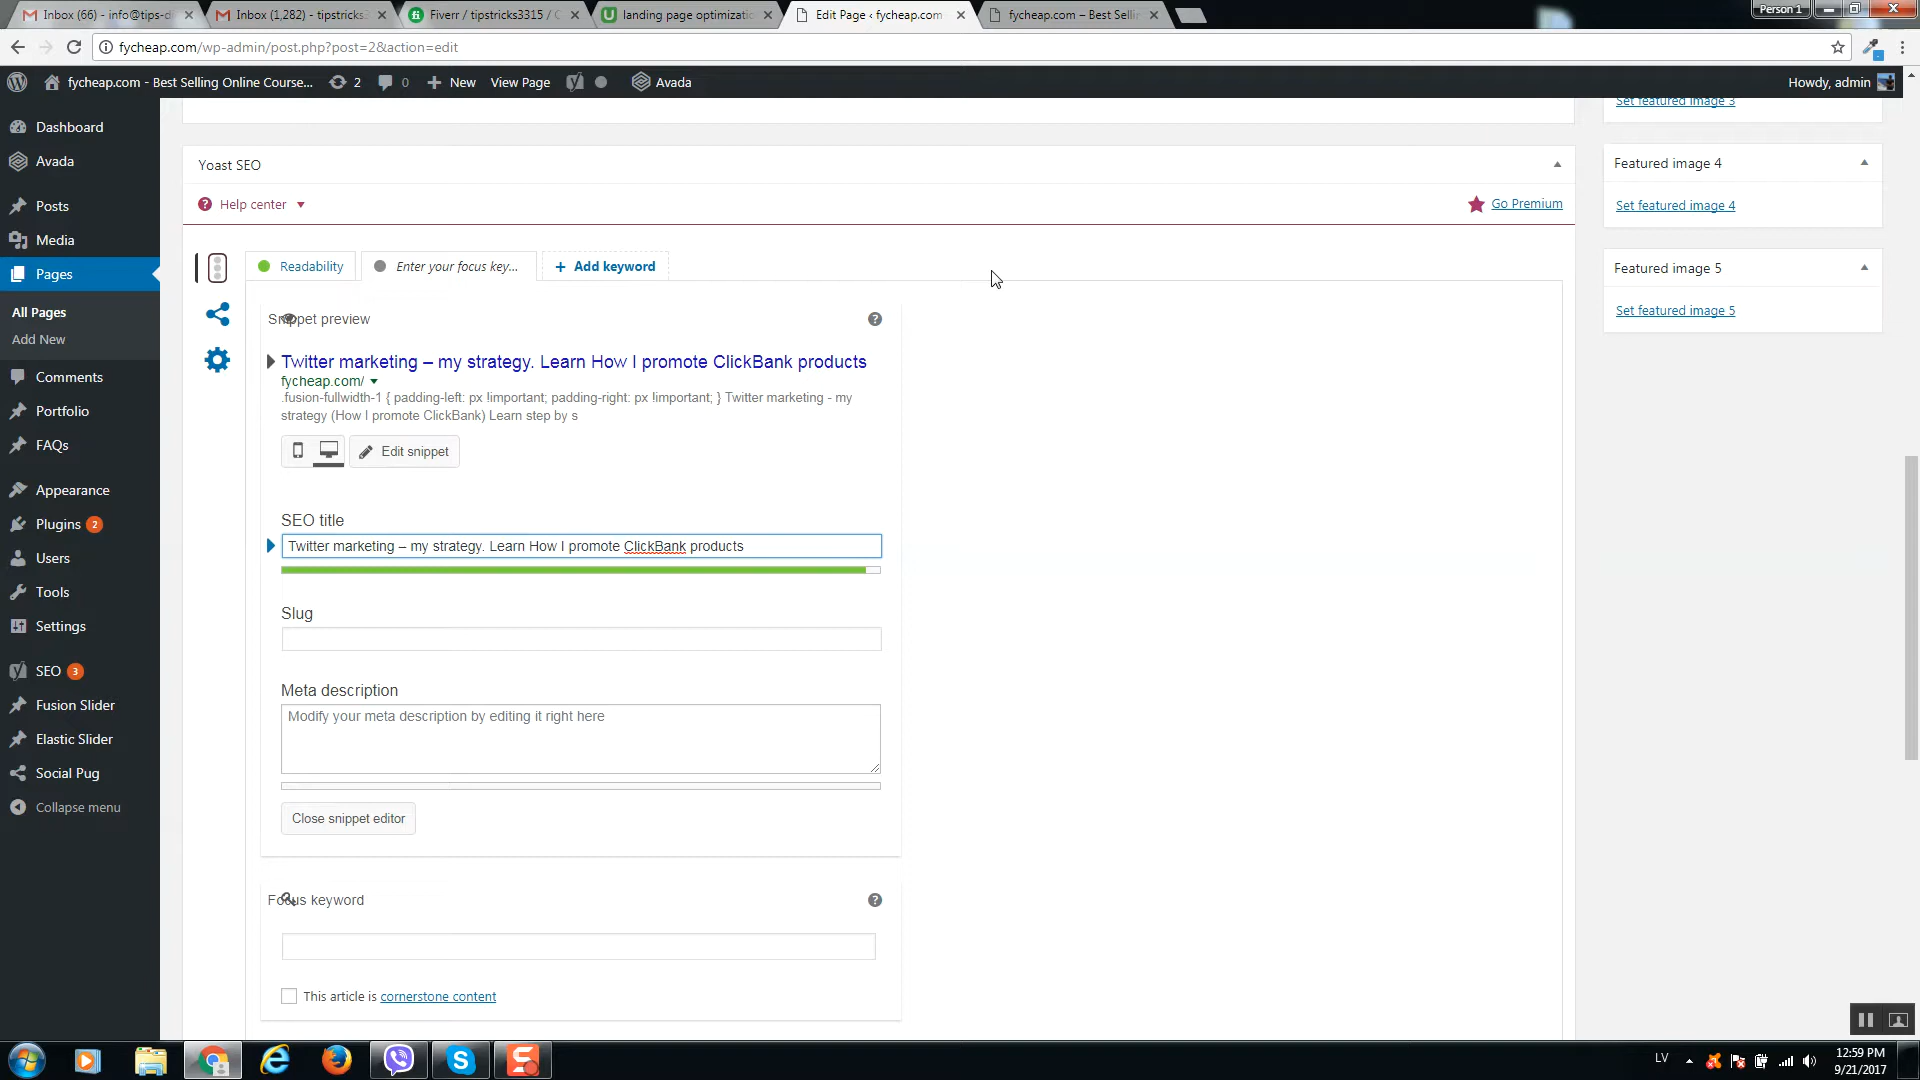 Inbox (66) - info@tips-d
Inbox (1,282) - tipstricks
Fiverr / tipstricks3315 / C
landing page optimizatio
Edit Page ‹ fycheap.com
fycheap.com – Best Selli
Person 1
fycheap.com/wp-admin/post.php?post=2&action=edit
fycheap.com - Best Selling Online Course...
2
0
New
View Page
Avada
Howdy, admin
Dashboard
Avada
Posts
Media
Pages
All Pages
Add New
Comments
Portfolio
FAQs
Appearance
Plugins 2
Users
Tools
Settings
SEO 3
Fusion Slider
Elastic Slider
Social Pug
Collapse menu
Yoast SEO
Help center
Go Premium
Readability
Enter your focus key...
+ Add keyword
Snippet preview
Twitter marketing – my strategy. Learn How I promote ClickBank products
fycheap.com/
.fusion-fullwidth-1 { padding-left: px !important; padding-right: px !important; } Twitter marketing - my
strategy (How I promote ClickBank) Learn step by s
Edit snippet
SEO title
Twitter marketing – my strategy. Learn How I promote ClickBank products
Slug
Meta description
Modify your meta description by editing it right here
Close snippet editor
Focus keyword
This article is cornerstone content
Set featured image 3
Featured image 4
Set featured image 4
Featured image 5
Set featured image 5
LV
12:59 PM
9/21/2017